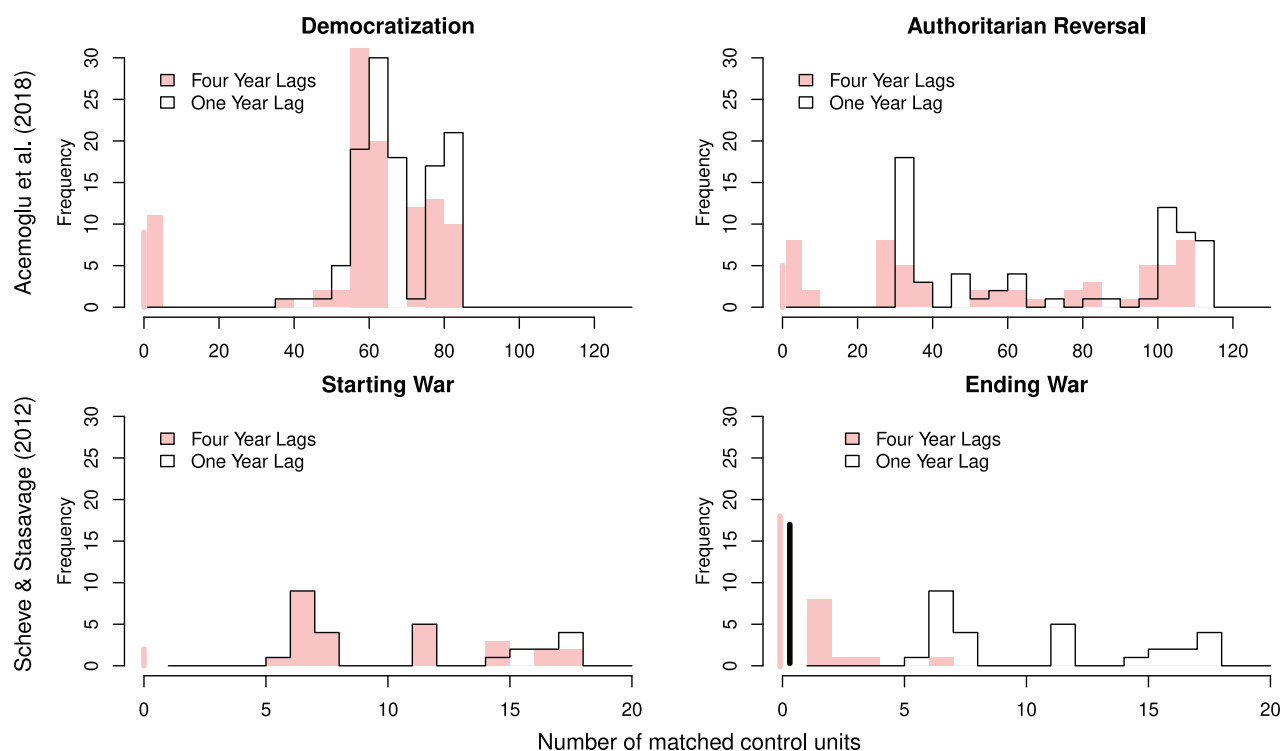 Democratization
Authoritarian Reversal
Acemoglu et al. (2018)
Frequency
0 5 10 15 20 25 30
Four Year Lags
One Year Lag
0 20 40 60 80 100 120
Frequency
0 5 10 15 20 25 30
Four Year Lags
One Year Lag
0 20 40 60 80 100 120
Starting War
Ending War
Scheve & Stasavage (2012)
Frequency
0 5 10 15 20 25 30
Four Year Lags
One Year Lag
0 5 10 15 20
Frequency
0 5 10 15 20 25 30
Four Year Lags
One Year Lag
0 5 10 15 20
Number of matched control units